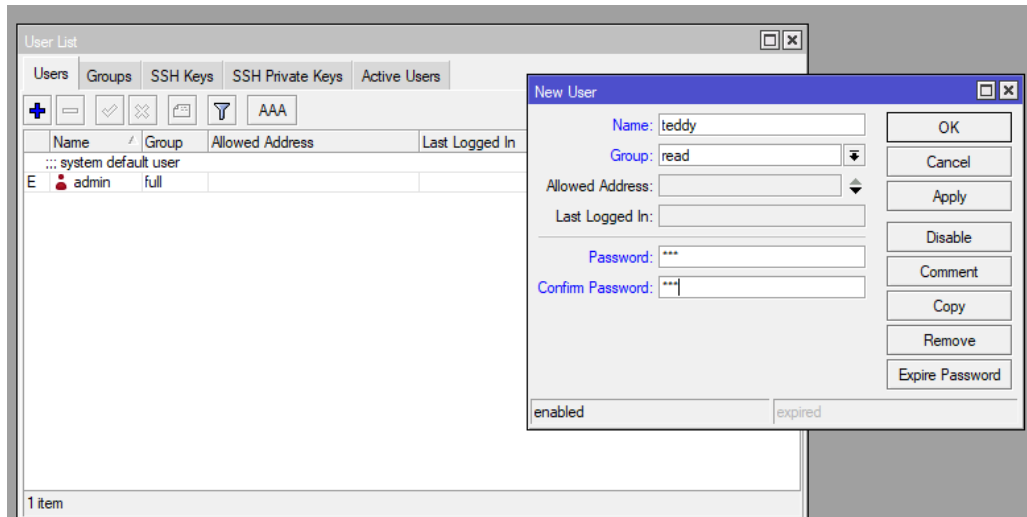 User List
Users Groups SSH Keys SSH Private Keys Active Users
AAA
Name Group Allowed Address Last Logged In
::: system default user
E admin full
1 item
New User
Name: teddy
Group: read
Allowed Address:
Last Logged In:
Password: ***
Confirm Password: ***
OK
Cancel
Apply
Disable
Comment
Copy
Remove
Expire Password
enabled expired